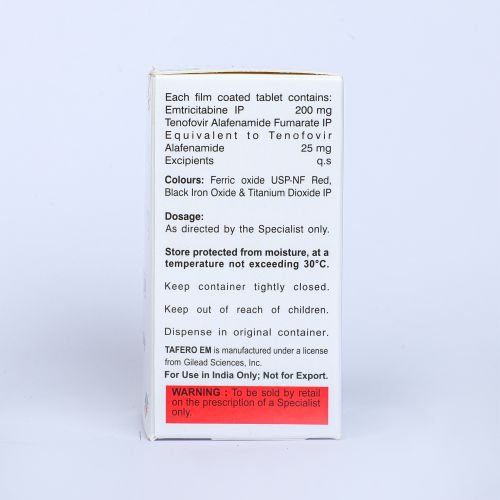 Each film coated tablet contains:
Emtricitabine IP 200 mg
Tenofovir Alafenamide Fumarate IP
Equivalent to Tenofovir
Alafenamide 25 mg
Excipients q.s
Colours: Ferric oxide USP-NF Red,
Black Iron Oxide & Titanium Dioxide IP
Dosage:
As directed by the Specialist only.
Store protected from moisture, at a
temperature not exceeding 30°C.
Keep container tightly closed.
Keep out of reach of children.
Dispense in original container.
TAFERO EM is manufactured under a license
from Gilead Sciences, Inc.
For Use in India Only; Not for Export.
WARNING : To be sold by retail
on the prescription of a Specialist
only.